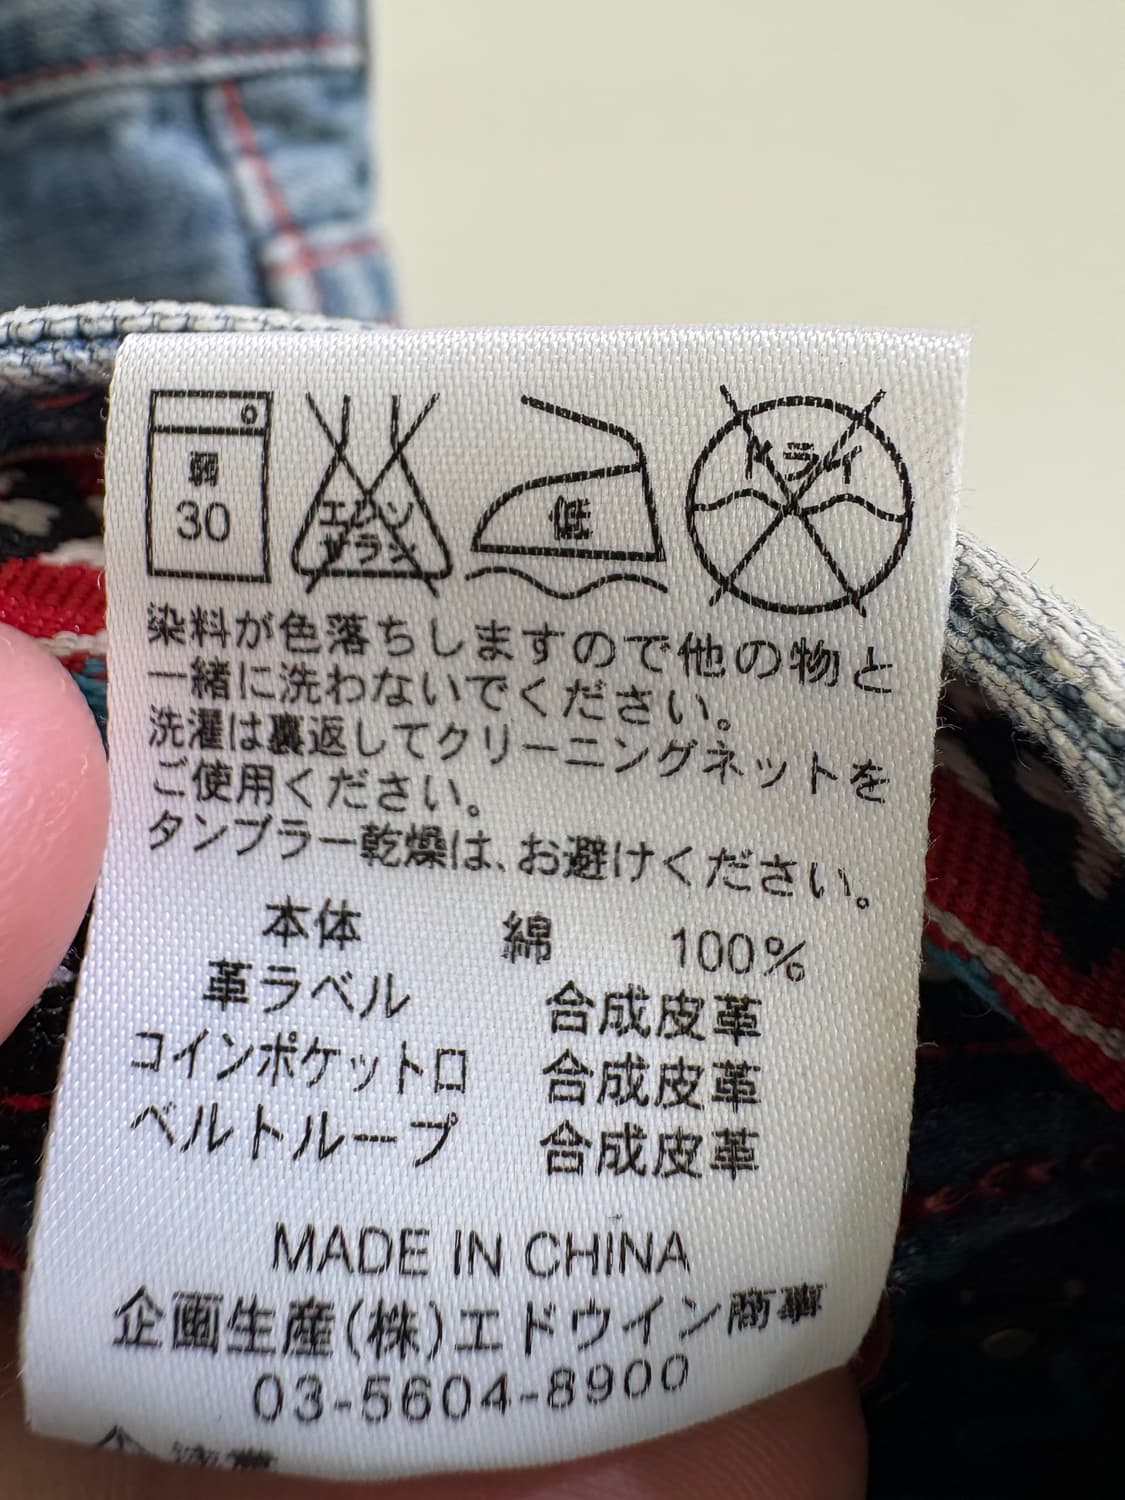 網
30
エンソ
サラシ
低
ドライ
染料が色落ちしますので他の物と
一緒に洗わないでください。
洗濯は裏返してクリーニングネットを
ご使用ください。
タンブラー乾燥は、お避けください。
本体 綿 100%
革ラベル 合成皮革
コインポケット口 合成皮革
ベルトループ 合成皮革
MADE IN CHINA
企画生産(株)エドウイン商事
03-5604-8900